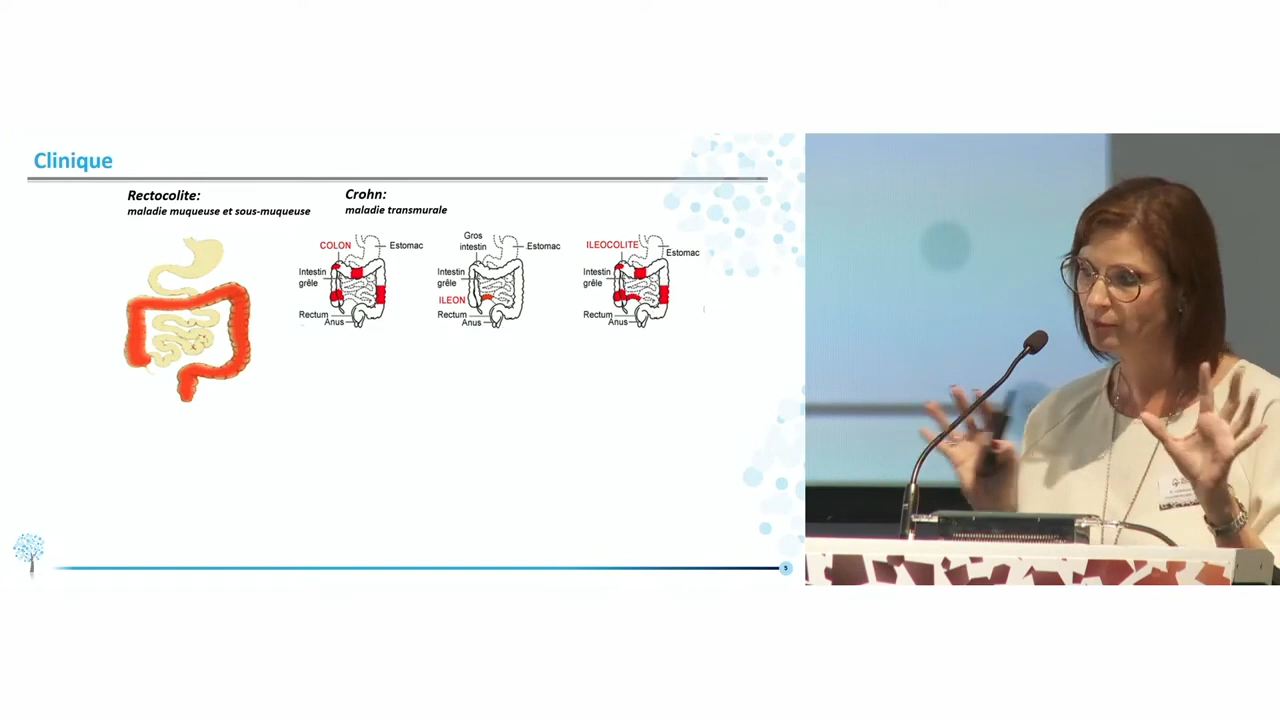 Clinique
Rectocolite:
maladie muqueuse et sous-muqueuse
Crohn:
maladie transmurale
COLON
Estomac
Intestin
grêle
Rectum
Anus
Gros
intestin
Estomac
Intestin
grêle
ILEON
Rectum
Anus
ILEOCOLITE
Estomac
Intestin
grêle
Rectum
Anus
5